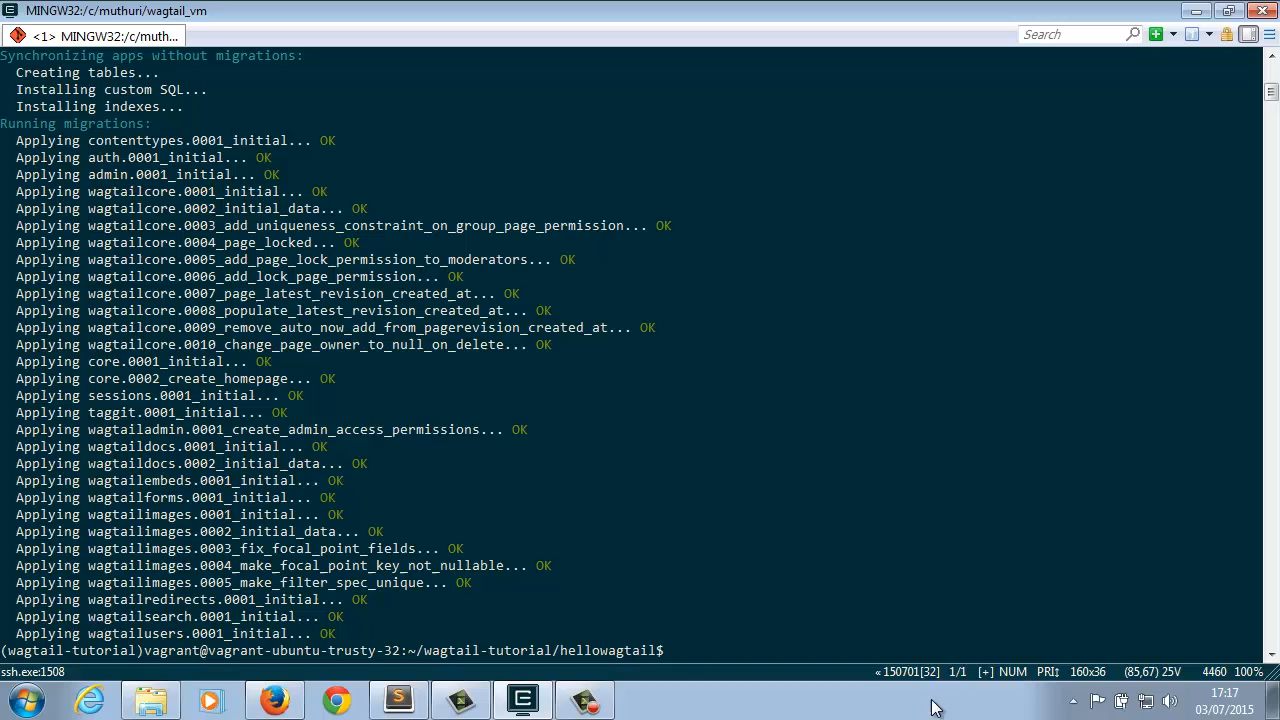 MINGW32:/c/muthuri/wagtail_vm
<1> MINGW32:/c/muth...
Search
Synchronizing apps without migrations:
Creating tables...
Installing custom SQL...
Installing indexes...
Running migrations:
Applying contenttypes.0001_initial... OK
Applying auth.0001_initial... OK
Applying admin.0001_initial... OK
Applying wagtailcore.0001_initial... OK
Applying wagtailcore.0002_initial_data... OK
Applying wagtailcore.0003_add_uniqueness_constraint_on_group_page_permission... OK
Applying wagtailcore.0004_page_locked... OK
Applying wagtailcore.0005_add_page_lock_permission_to_moderators... OK
Applying wagtailcore.0006_add_lock_page_permission... OK
Applying wagtailcore.0007_page_latest_revision_created_at... OK
Applying wagtailcore.0008_populate_latest_revision_created_at... OK
Applying wagtailcore.0009_remove_auto_now_add_from_pagerevision_created_at... OK
Applying wagtailcore.0010_change_page_owner_to_null_on_delete... OK
Applying core.0001_initial... OK
Applying core.0002_create_homepage... OK
Applying sessions.0001_initial... OK
Applying taggit.0001_initial... OK
Applying wagtailadmin.0001_create_admin_access_permissions... OK
Applying wagtaildocs.0001_initial... OK
Applying wagtaildocs.0002_initial_data... OK
Applying wagtailembeds.0001_initial... OK
Applying wagtailforms.0001_initial... OK
Applying wagtailimages.0001_initial... OK
Applying wagtailimages.0002_initial_data... OK
Applying wagtailimages.0003_fix_focal_point_fields... OK
Applying wagtailimages.0004_make_focal_point_key_not_nullable... OK
Applying wagtailimages.0005_make_filter_spec_unique... OK
Applying wagtailredirects.0001_initial... OK
Applying wagtailsearch.0001_initial... OK
Applying wagtailusers.0001_initial... OK
(wagtail-tutorial)vagrant@vagrant-ubuntu-trusty-32:~/wagtail-tutorial/hellowagtail$
ssh.exe:1508
«150701[32] 1/1 [+] NUM PRI↕ 160x36 (85,67) 25V 4460 100%
17:17
03/07/2015